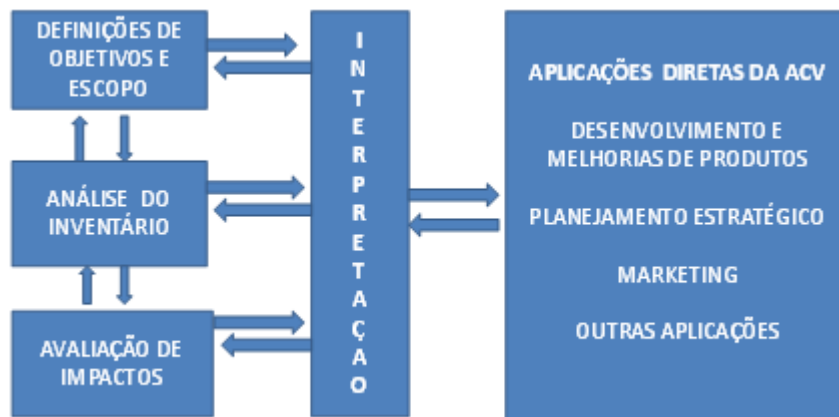 DEFINIÇÕES DE
OBJETIVOS E
ESCOPO
ANÁLISE DO
INVENTÁRIO
AVALIAÇÃO DE
IMPACTOS
I
N
T
E
R
P
R
E
T
A
Ç
A
O
APLICAÇÕES DIRETAS DA ACV
DESENVOLVIMENTO E
MELHORIAS DE PRODUTOS
PLANEJAMENTO ESTRATÉGICO
MARKETING
OUTRAS APLICAÇÕES